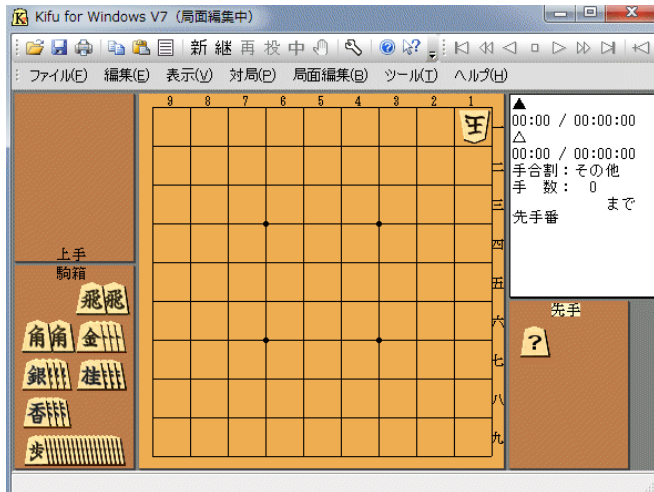 Kifu for Windows V7（局面編集中）
新 継 再 投 中
ファイル(F) 編集(E) 表示(V) 対局(P) 局面編集(B) ツール(T) ヘルプ(H)
9 8 7 6 5 4 3 2 1
王
一
二
三
四
五
六
七
八
九
上手
駒箱
飛 飛
角 角 金
銀 桂
香
歩
▲
00:00 / 00:00:00
△
00:00 / 00:00:00
手合割：その他
手 数： 0
まで
先手番
先手
?